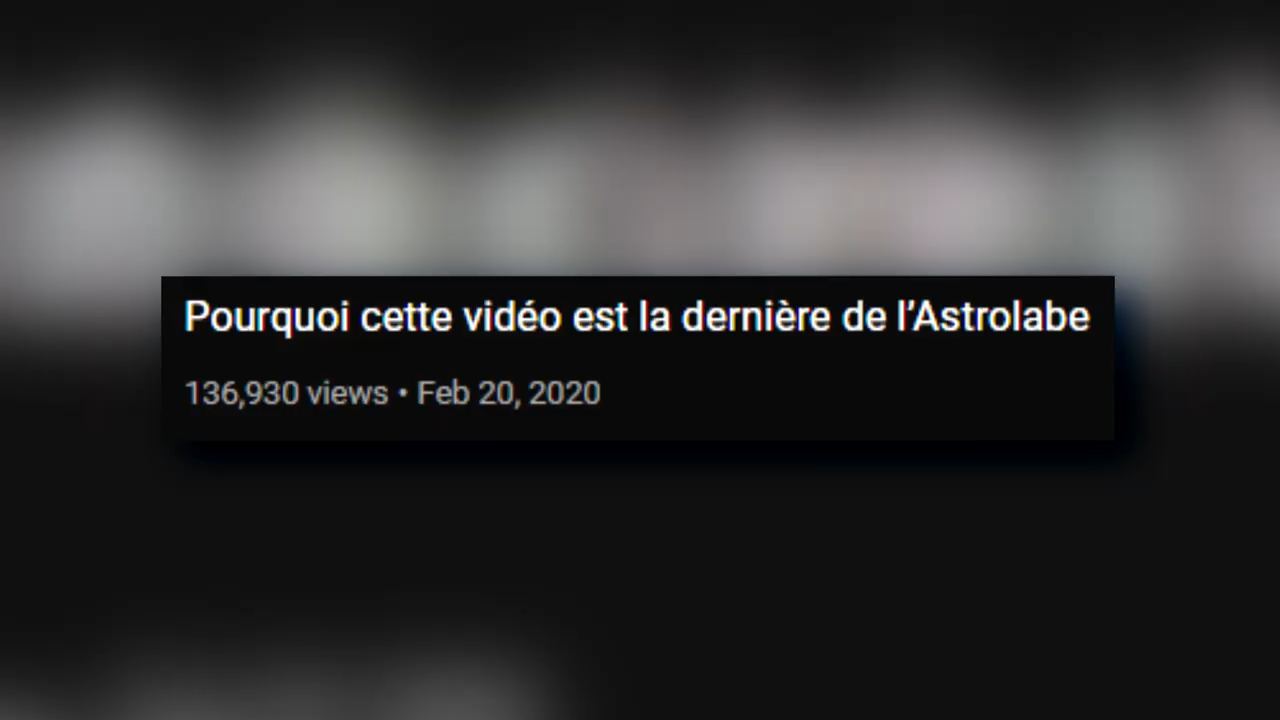 Pourquoi cette vidéo est la dernière de l’Astrolabe
136,930 views • Feb 20, 2020